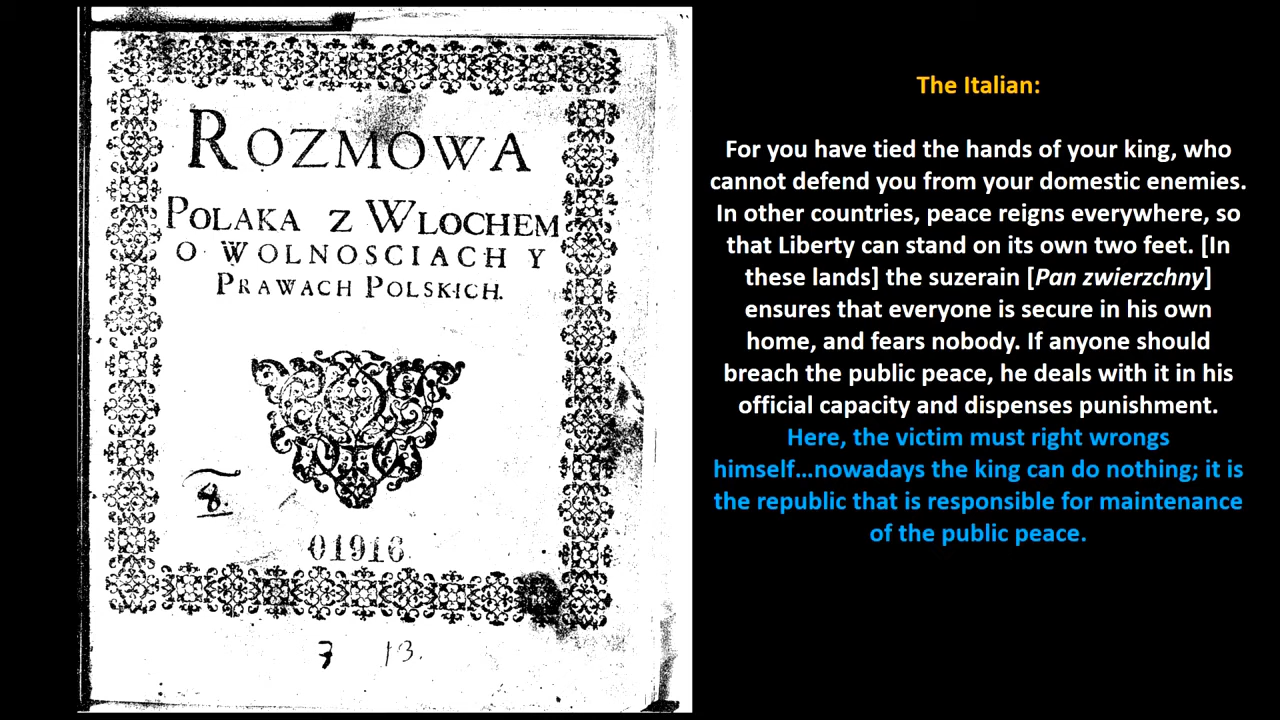 ROZMOWA
POLAKA Z WLOCHEM
O WOLNOSCIACH Y
PRAWACH POLSKICH.
8.
01916
7 13.
The Italian:
For you have tied the hands of your king, who
cannot defend you from your domestic enemies.
In other countries, peace reigns everywhere, so
that Liberty can stand on its own two feet. [In
these lands] the suzerain [Pan zwierzchny]
ensures that everyone is secure in his own
home, and fears nobody. If anyone should
breach the public peace, he deals with it in his
official capacity and dispenses punishment.
Here, the victim must right wrongs
himself…nowadays the king can do nothing; it is
the republic that is responsible for maintenance
of the public peace.